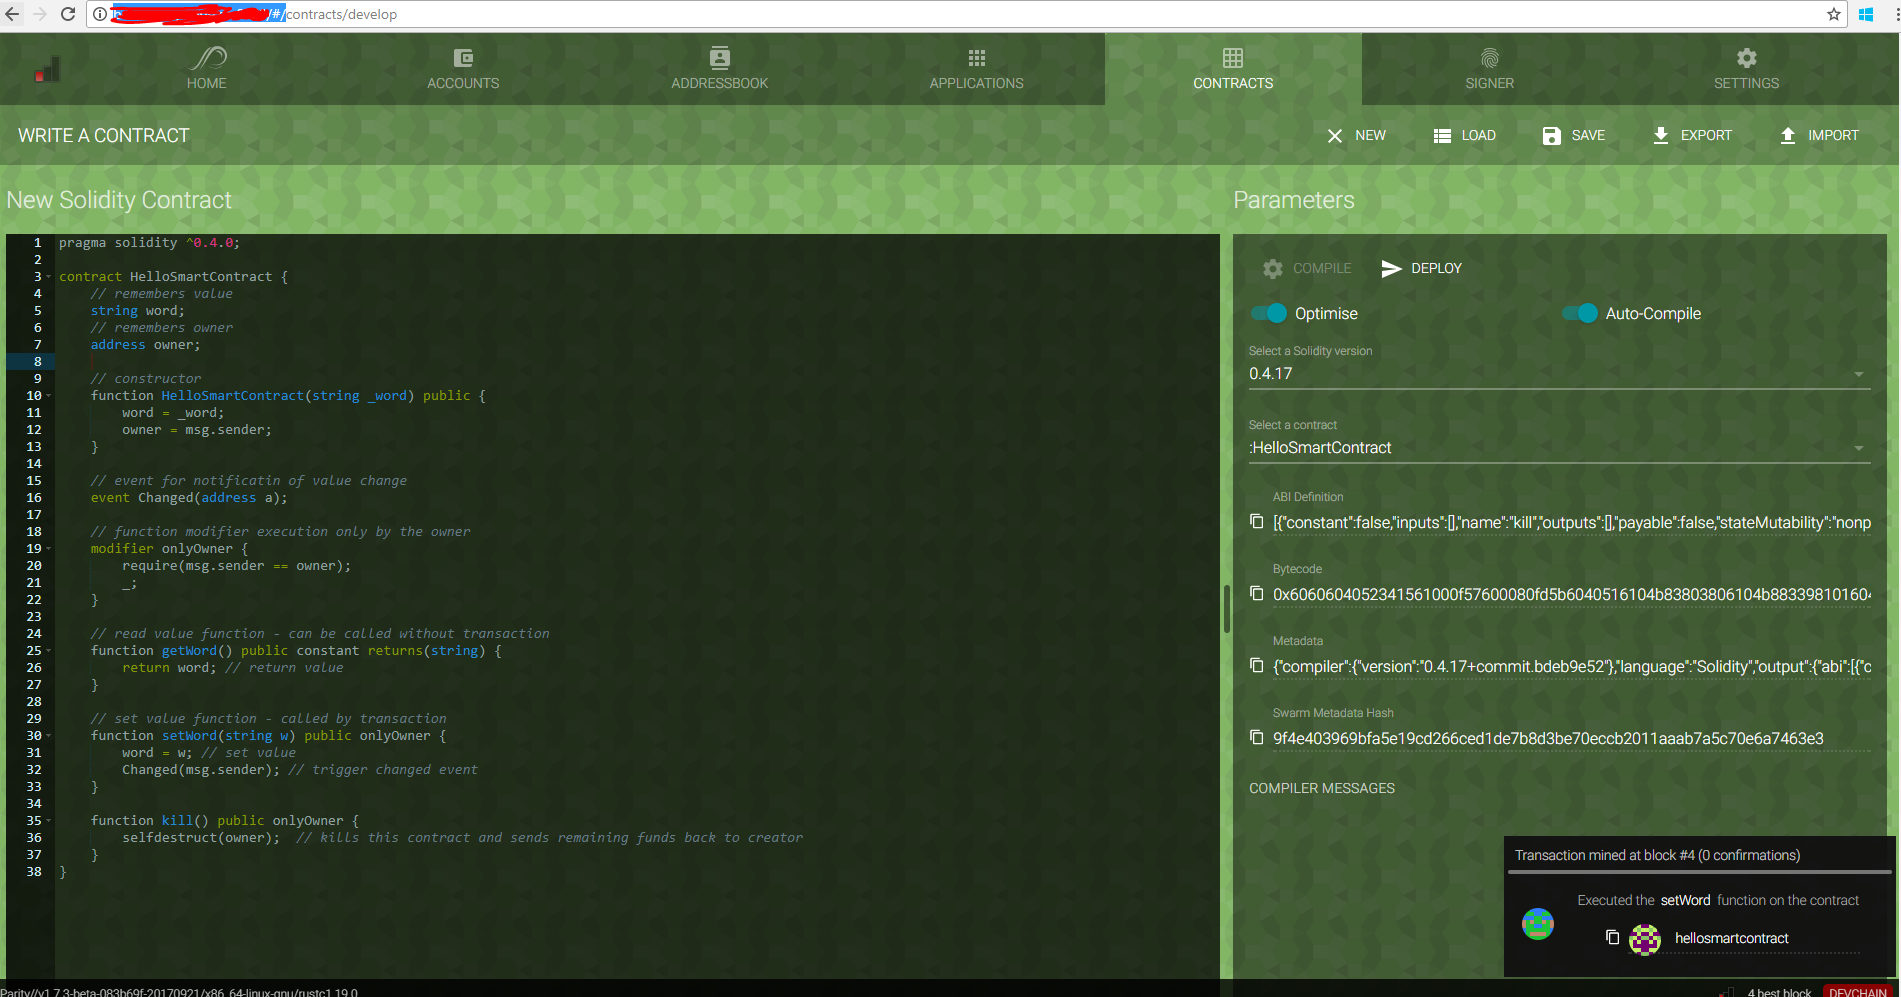 /#/contracts/develop
HOME
ACCOUNTS
ADDRESSBOOK
APPLICATIONS
CONTRACTS
SIGNER
SETTINGS
WRITE A CONTRACT
NEW
LOAD
SAVE
EXPORT
IMPORT
New Solidity Contract
1 pragma solidity ^0.4.0;
2
3 contract HelloSmartContract {
4 // remembers value
5 string word;
6 // remembers owner
7 address owner;
8
9 // constructor
10 function HelloSmartContract(string _word) public {
11 word = _word;
12 owner = msg.sender;
13 }
14
15 // event for notificatin of value change
16 event Changed(address a);
17
18 // function modifier execution only by the owner
19 modifier onlyOwner {
20 require(msg.sender == owner);
21 _;
22 }
23
24 // read value function - can be called without transaction
25 function getWord() public constant returns(string) {
26 return word; // return value
27 }
28
29 // set value function - called by transaction
30 function setWord(string w) public onlyOwner {
31 word = w; // set value
32 Changed(msg.sender); // trigger changed event
33 }
34
35 function kill() public onlyOwner {
36 selfdestruct(owner);  // kills this contract and sends remaining funds back to creator
37 }
38 }
Parameters
COMPILE
DEPLOY
Optimise
Auto-Compile
Select a Solidity version
0.4.17
Select a contract
:HelloSmartContract
ABI Definition
[{"constant":false,"inputs":[],"name":"kill","outputs":[],"payable":false,"stateMutability":"nonp
Bytecode
0x6060604052341561000f57600080fd5b6040516104b83803806104b883398101604
Metadata
{"compiler":{"version":"0.4.17+commit.bdeb9e52"},"language":"Solidity","output":{"abi":[{"c
Swarm Metadata Hash
9f4e403969bfa5e19cd266ced1de7b8d3be70eccb2011aaab7a5c70e6a7463e3
COMPILER MESSAGES
Transaction mined at block #4 (0 confirmations)
Executed the setWord function on the contract
hellosmartcontract
Parity//v1.7.3-beta-083b69f-20170921/x86_64-linux-gnu/rustc1.19.0
4 best block
DEVCHAIN